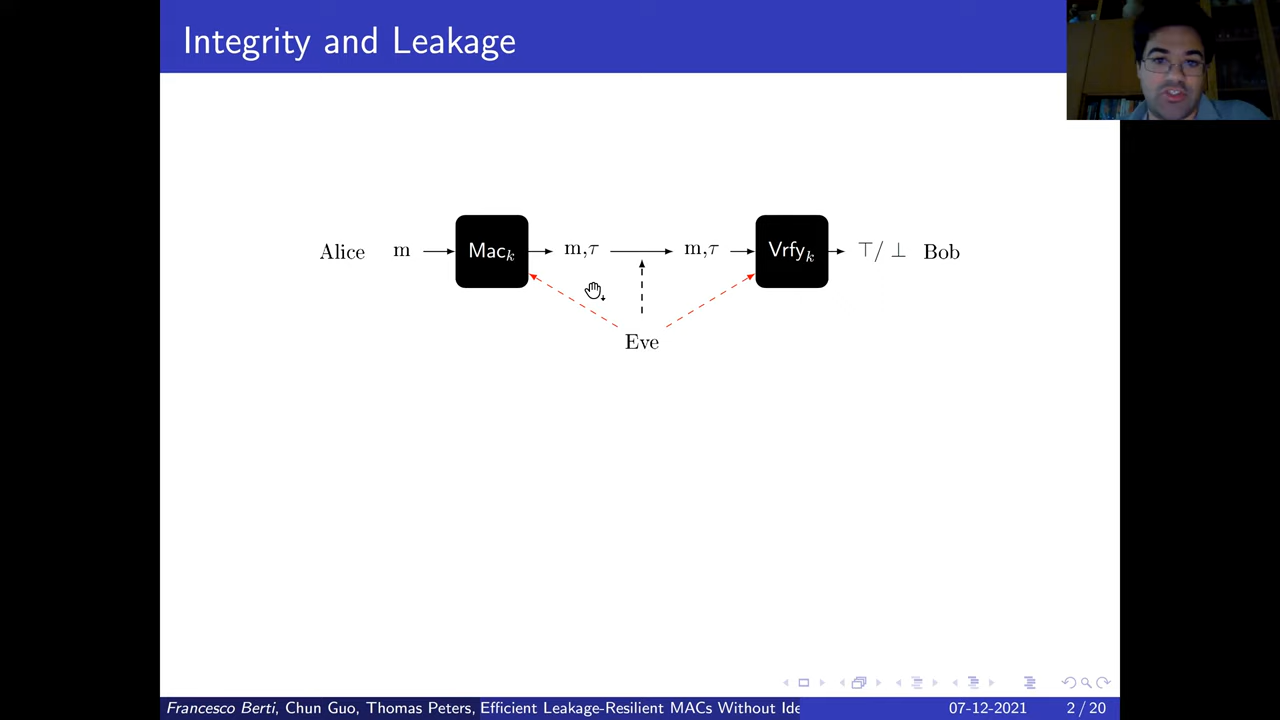 Integrity and Leakage
Alice m Mac_k m,τ m,τ Vrfy_k ⊤/ ⊥ Bob
Eve
Francesco Berti, Chun Guo, Thomas Peters, Efficient Leakage-Resilient MACs Without Ide 07-12-2021 2 / 20